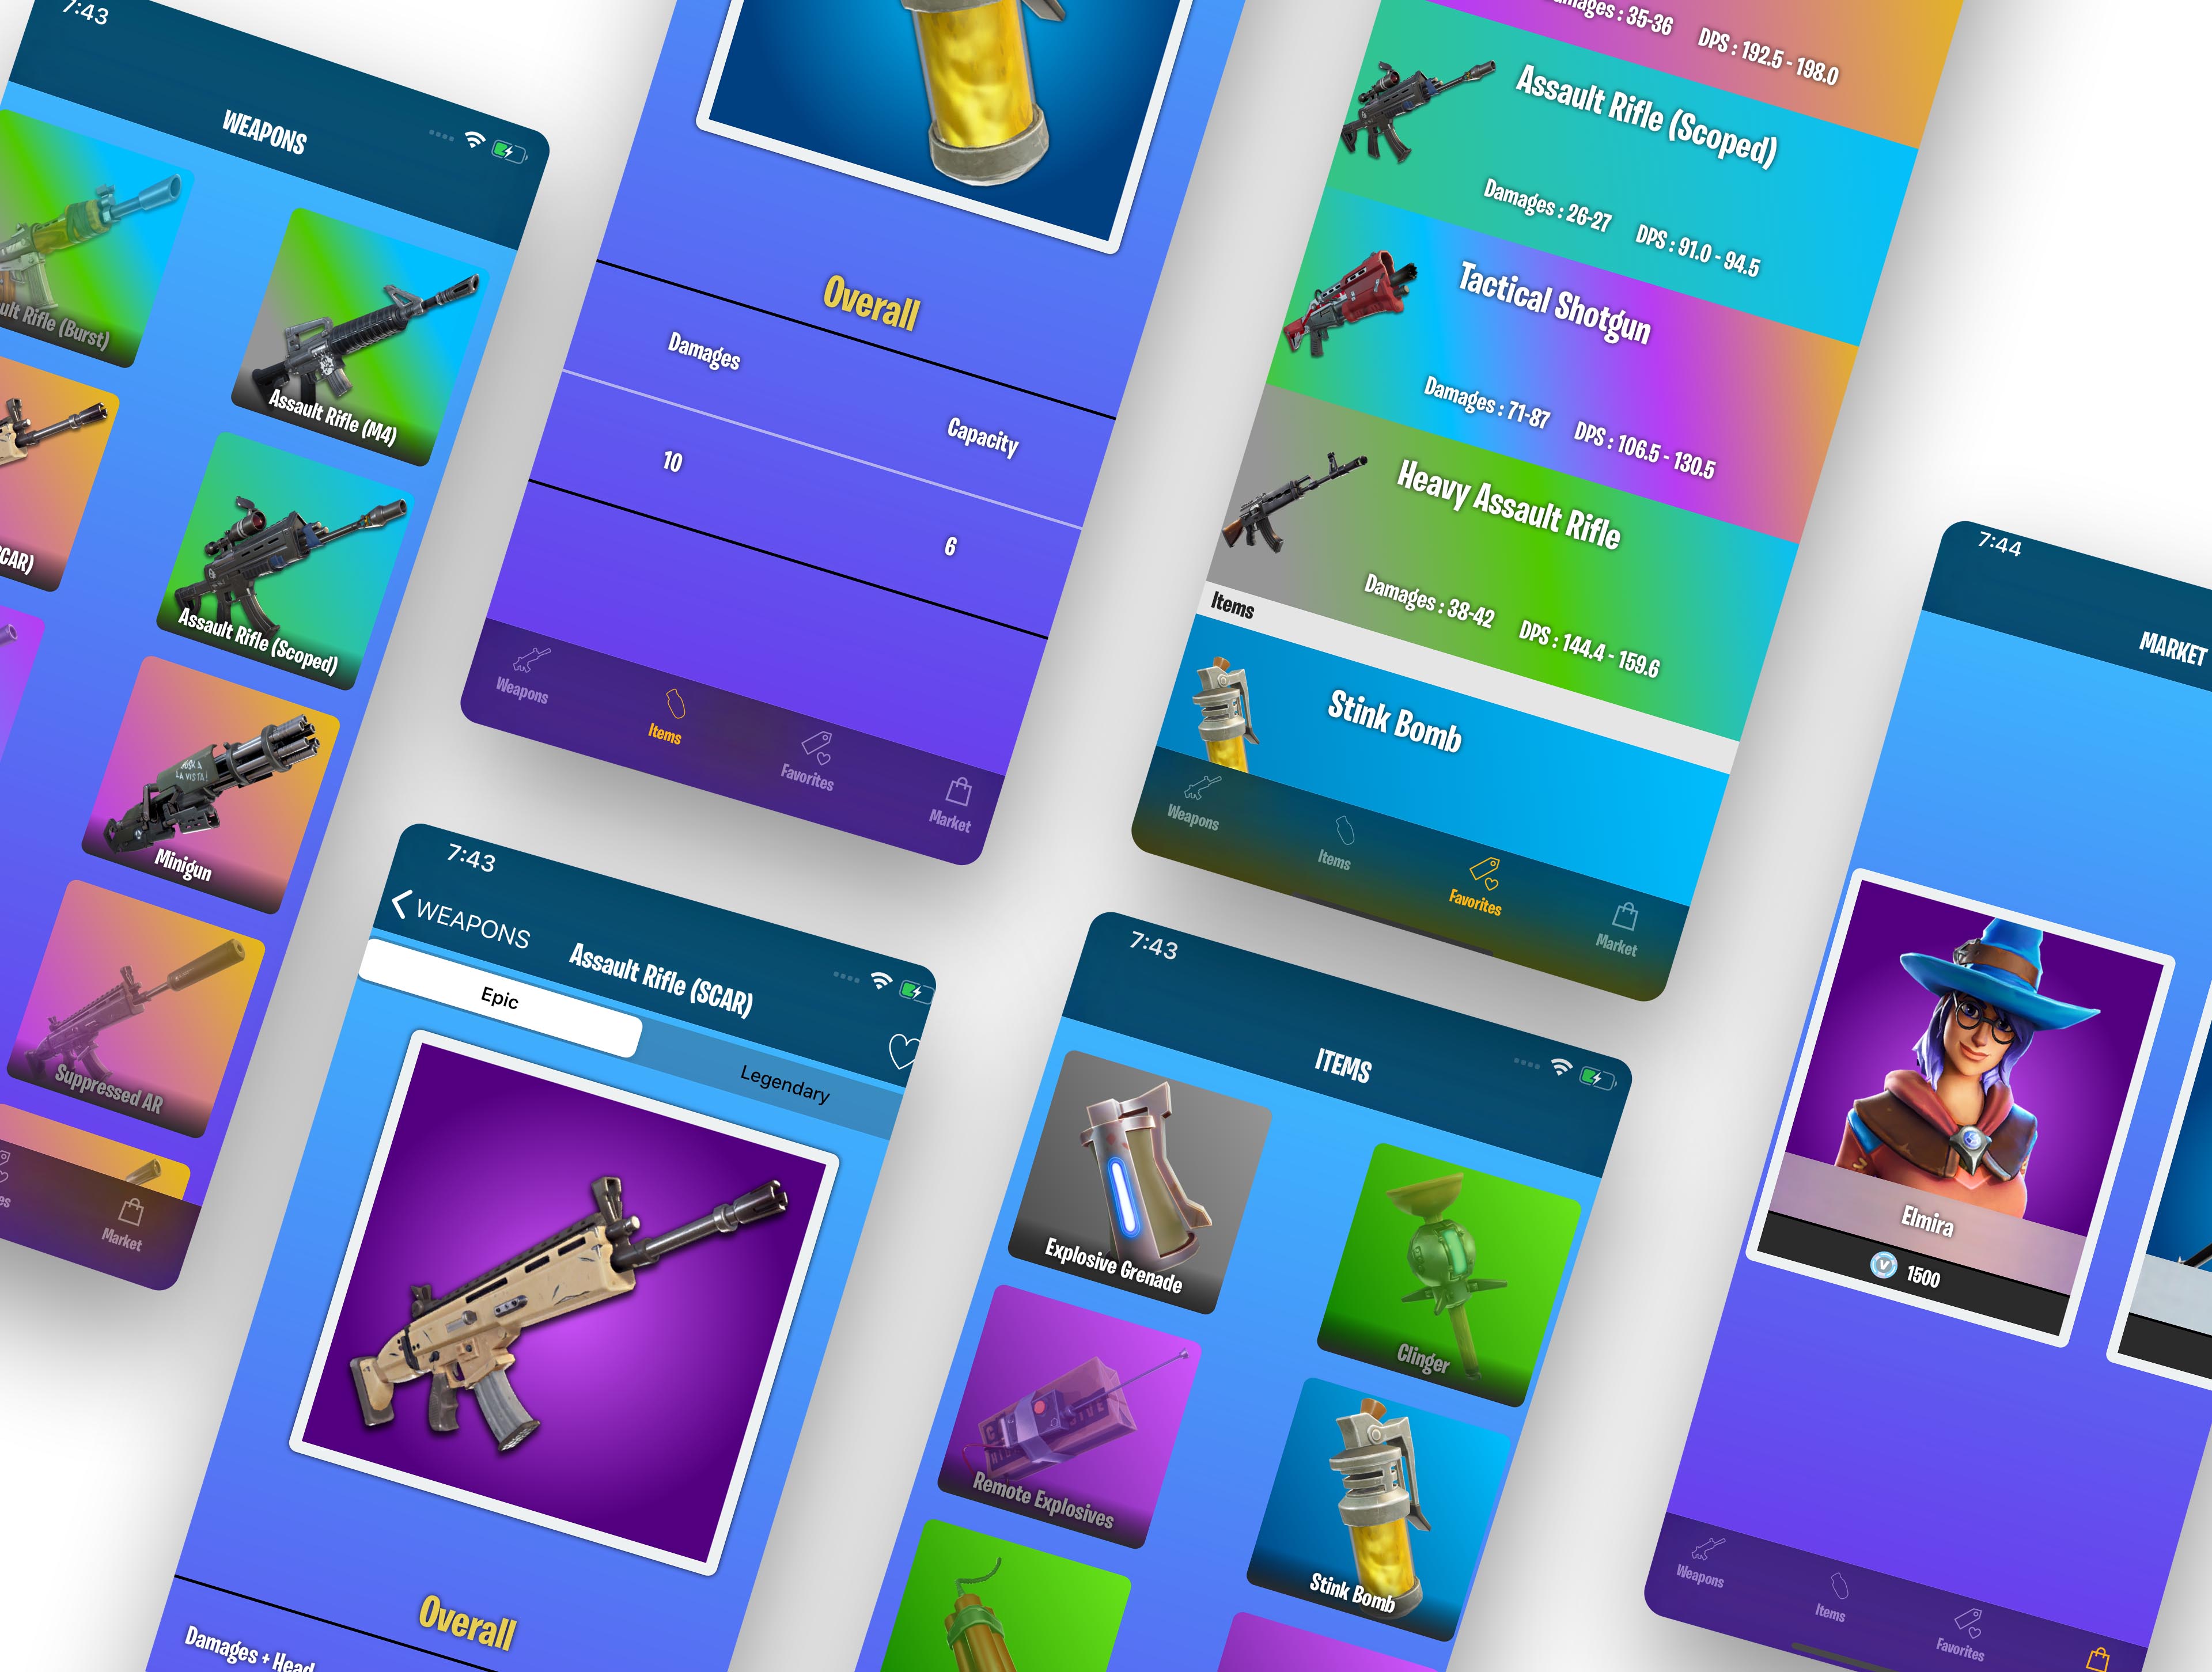 7:43
WEAPONS
ult Rifle (Burst)
Assault Rifle (M4)
CAR)
Assault Rifle (Scoped)
Minigun
Suppressed AR
es
Market
Overall
Damages
Capacity
10
6
Weapons
Items
Favorites
Market
mages : 35-36 DPS : 192.5 - 198.0
Assault Rifle (Scoped)
Damages : 26-27 DPS : 91.0 - 94.5
Tactical Shotgun
Damages : 71-87 DPS : 106.5 - 130.5
Heavy Assault Rifle
Damages : 38-42 DPS : 144.4 - 159.6
Items
Stink Bomb
Weapons
Items
Favorites
Market
7:43
WEAPONS
Assault Rifle (SCAR)
Epic
Legendary
Overall
Damages + Head
7:43
ITEMS
Explosive Grenade
Clinger
Remote Explosives
Stink Bomb
7:44
MARKET
Elmira
V 1500
Weapons
Items
Favorites